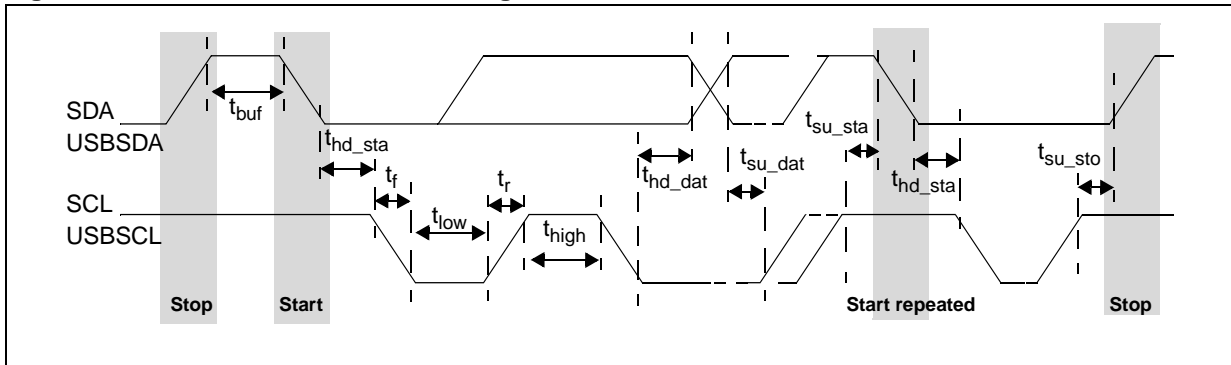 SDA
USBSDA
t_buf
t_hd_sta
t_f
t_low
t_r
t_high
t_hd_dat
t_su_dat
t_su_sta
t_hd_sta
t_su_sto
SCL
USBSCL
Stop
Start
Start repeated
Stop